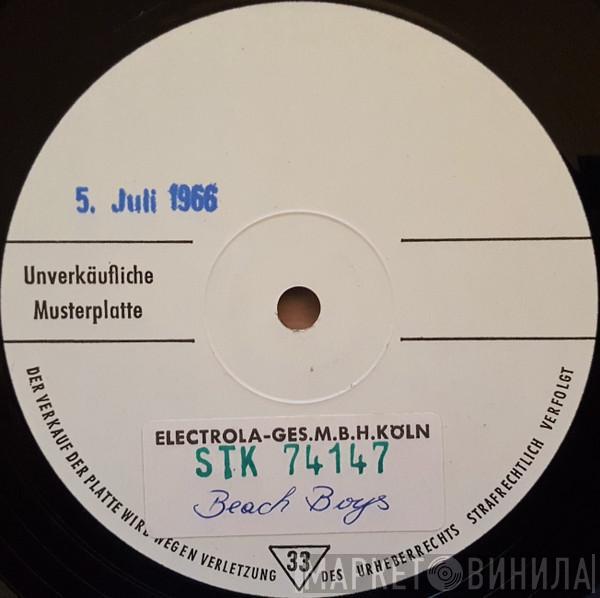 5. Juli 1966
Unverkäufliche
Musterplatte
ELECTROLA-GES.M.B.H.KÖLN
STK 74147
Beach Boys
DER VERKAUF DER PLATTE WIRD WEGEN VERLETZUNG DES URHEBERRECHTS STRAFRECHTLICH VERFOLGT
33
МАРКЕТ ВИНИЛА